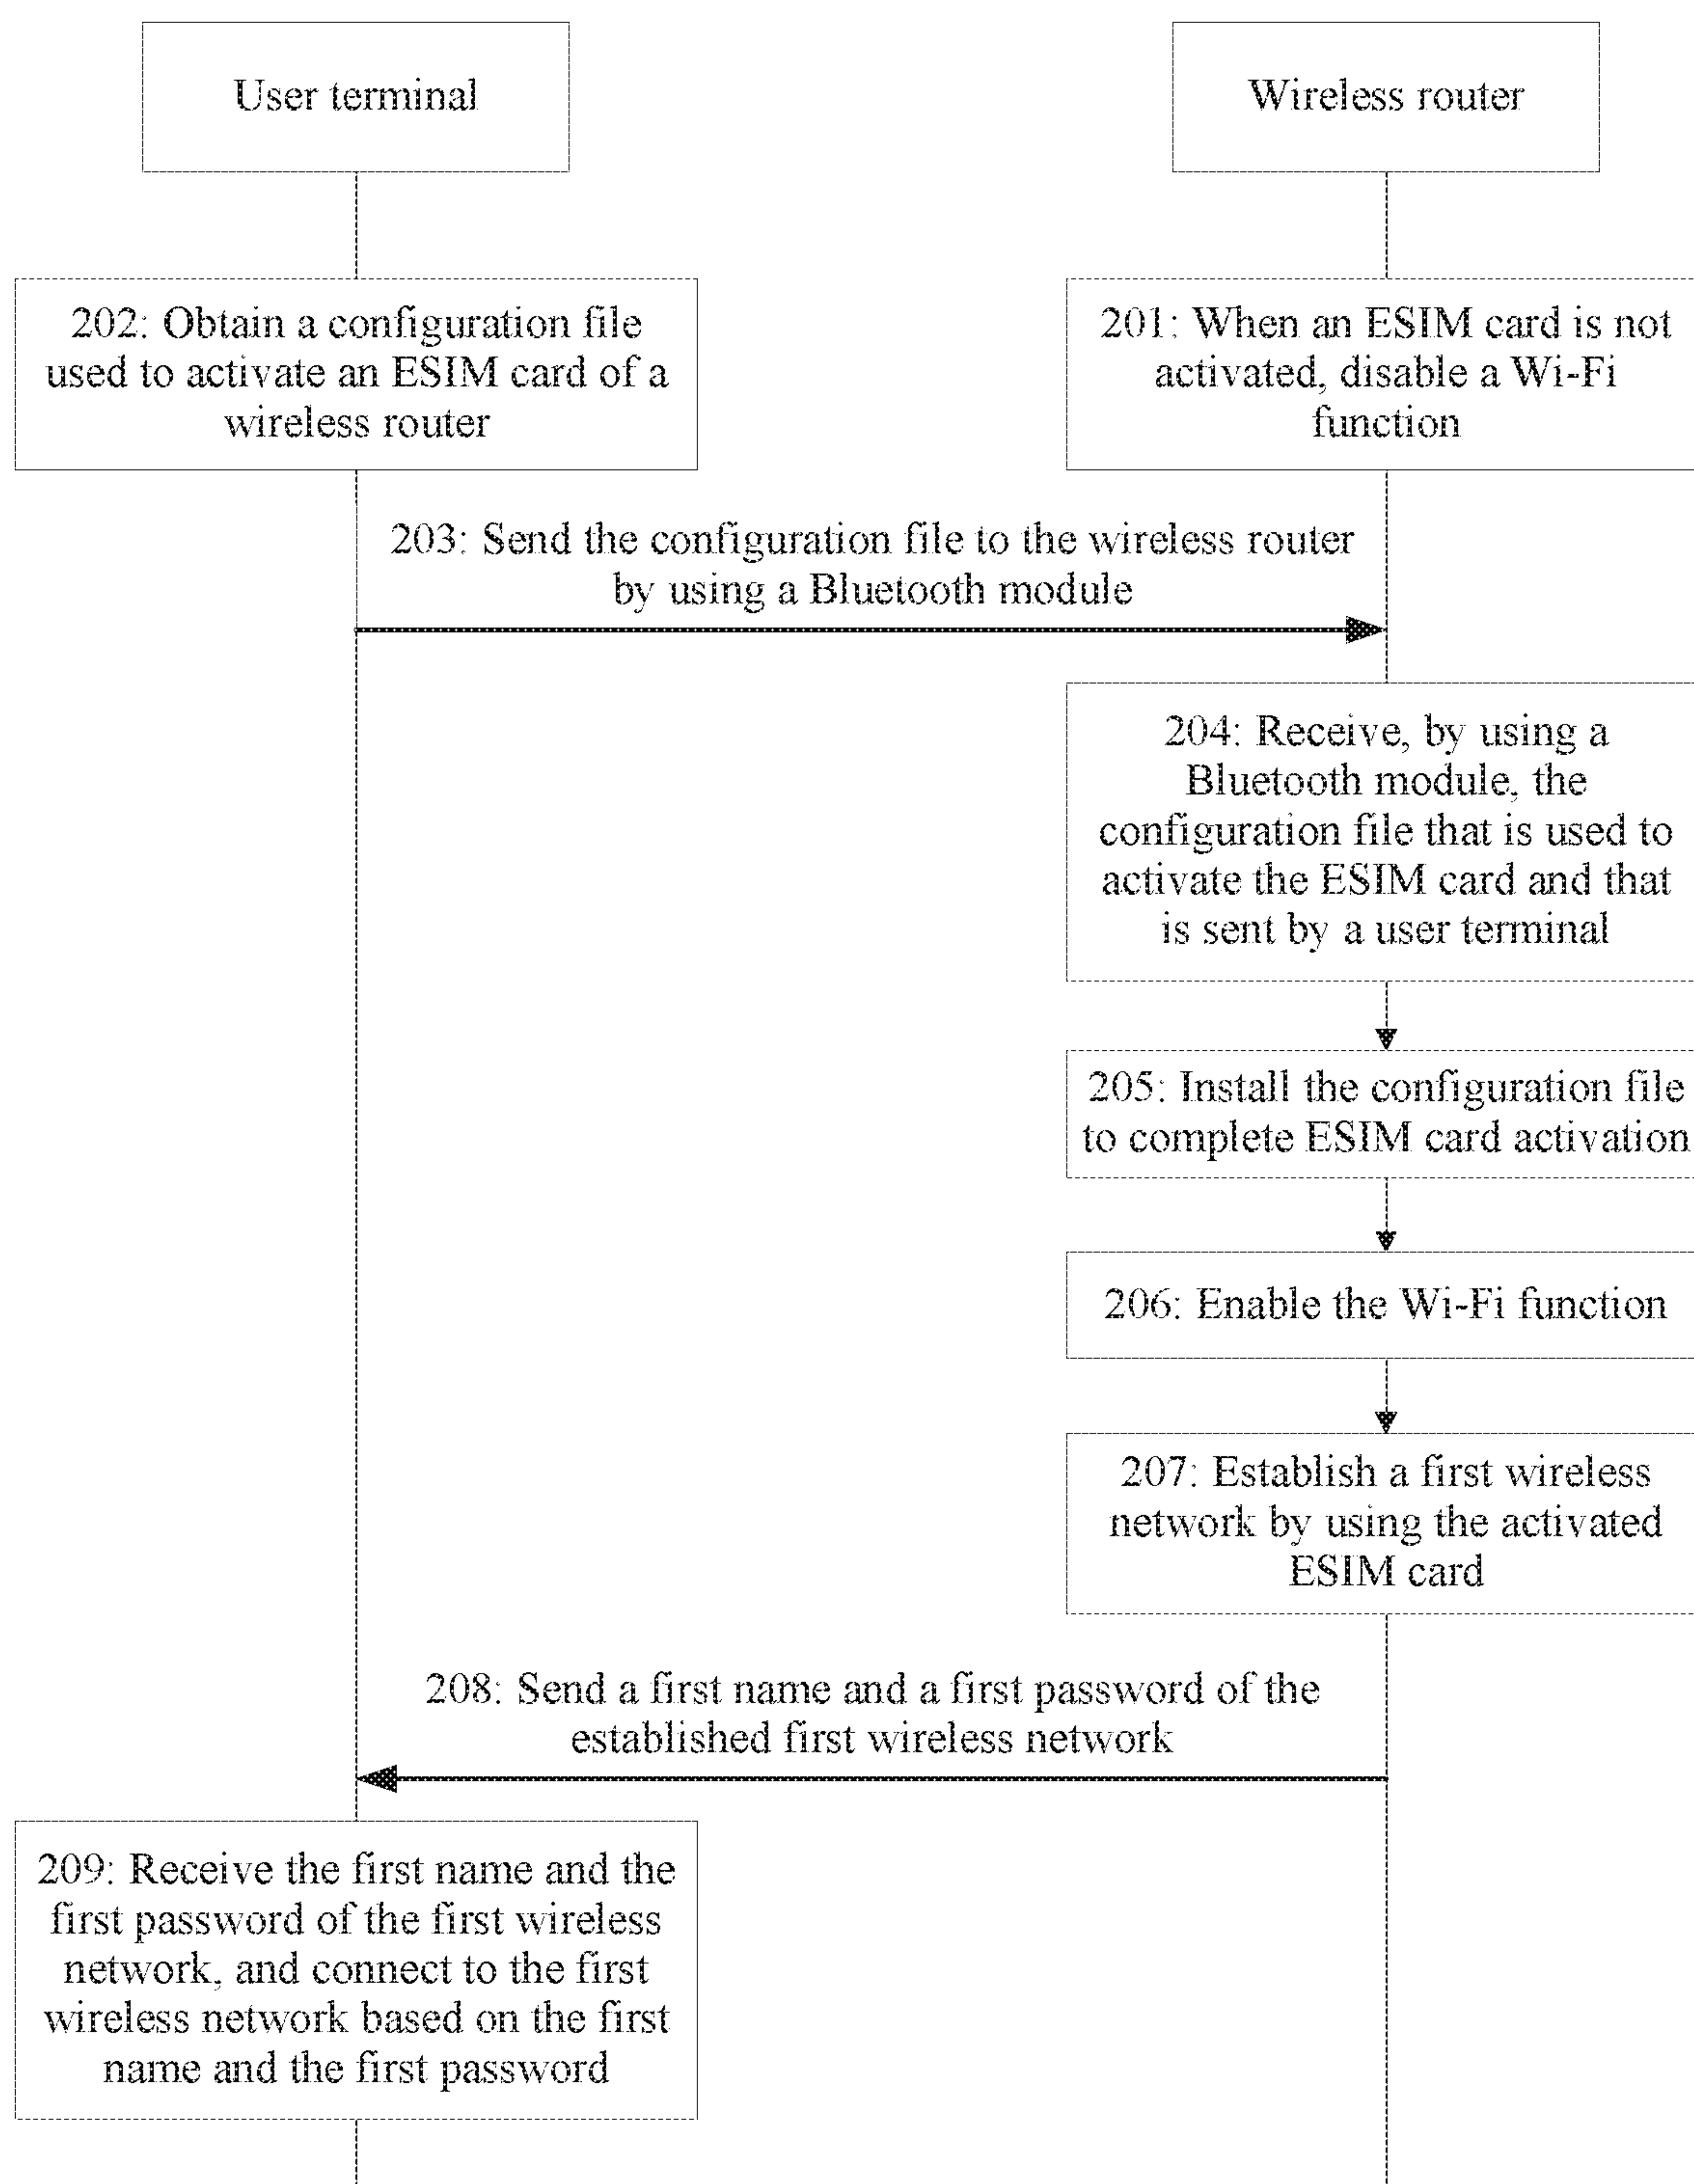 User terminal
Wireless router
202: Obtain a configuration file
used to activate an ESIM card of a
wireless router
201: When an ESIM card is not
activated, disable a Wi-Fi
function
203: Send the configuration file to the wireless router
by using a Bluetooth module
204: Receive, by using a
Bluetooth module, the
configuration file that is used to
activate the ESIM card and that
is sent by a user terminal
205: Install the configuration file
to complete ESIM card activation
206: Enable the Wi-Fi function
207: Establish a first wireless
network by using the activated
ESIM card
208: Send a first name and a first password of the
established first wireless network
209: Receive the first name and the
first password of the first wireless
network, and connect to the first
wireless network based on the first
name and the first password